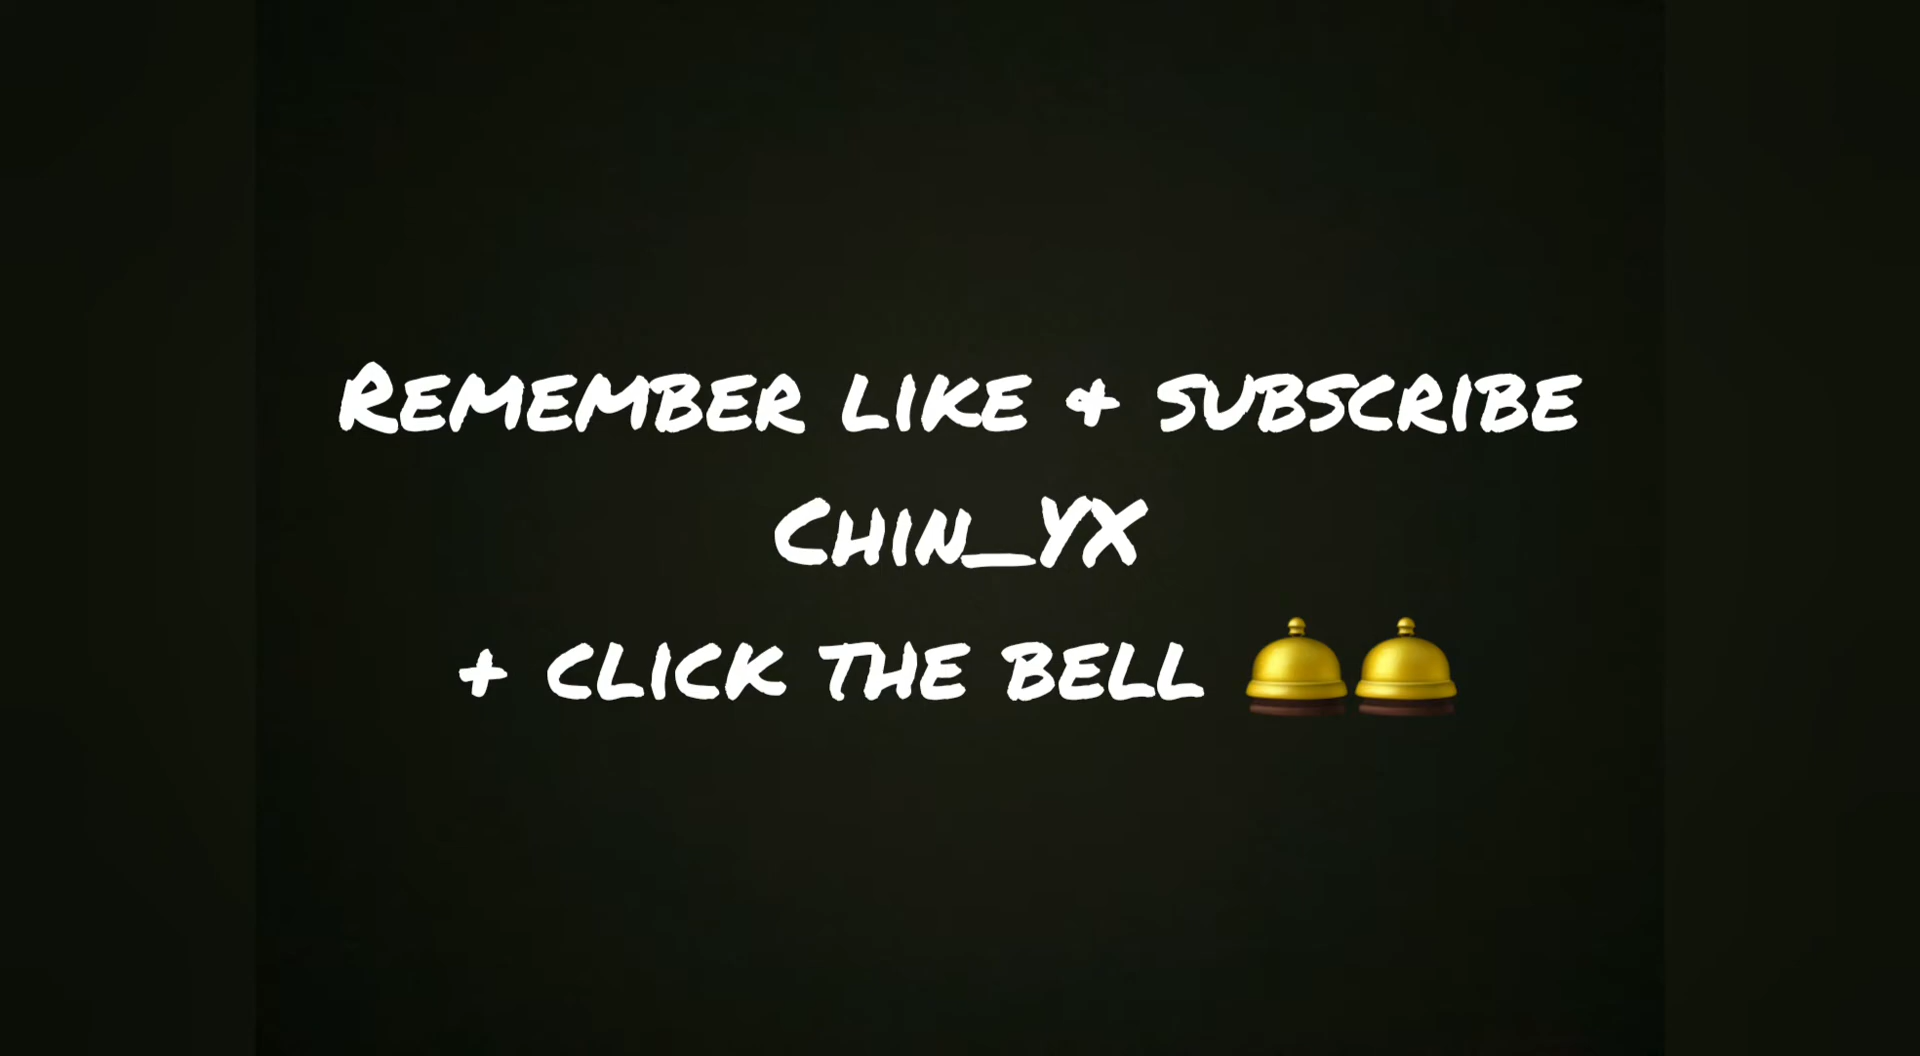 Remember like & subscribe
Chin_YX
+ click the bell 🛎🛎